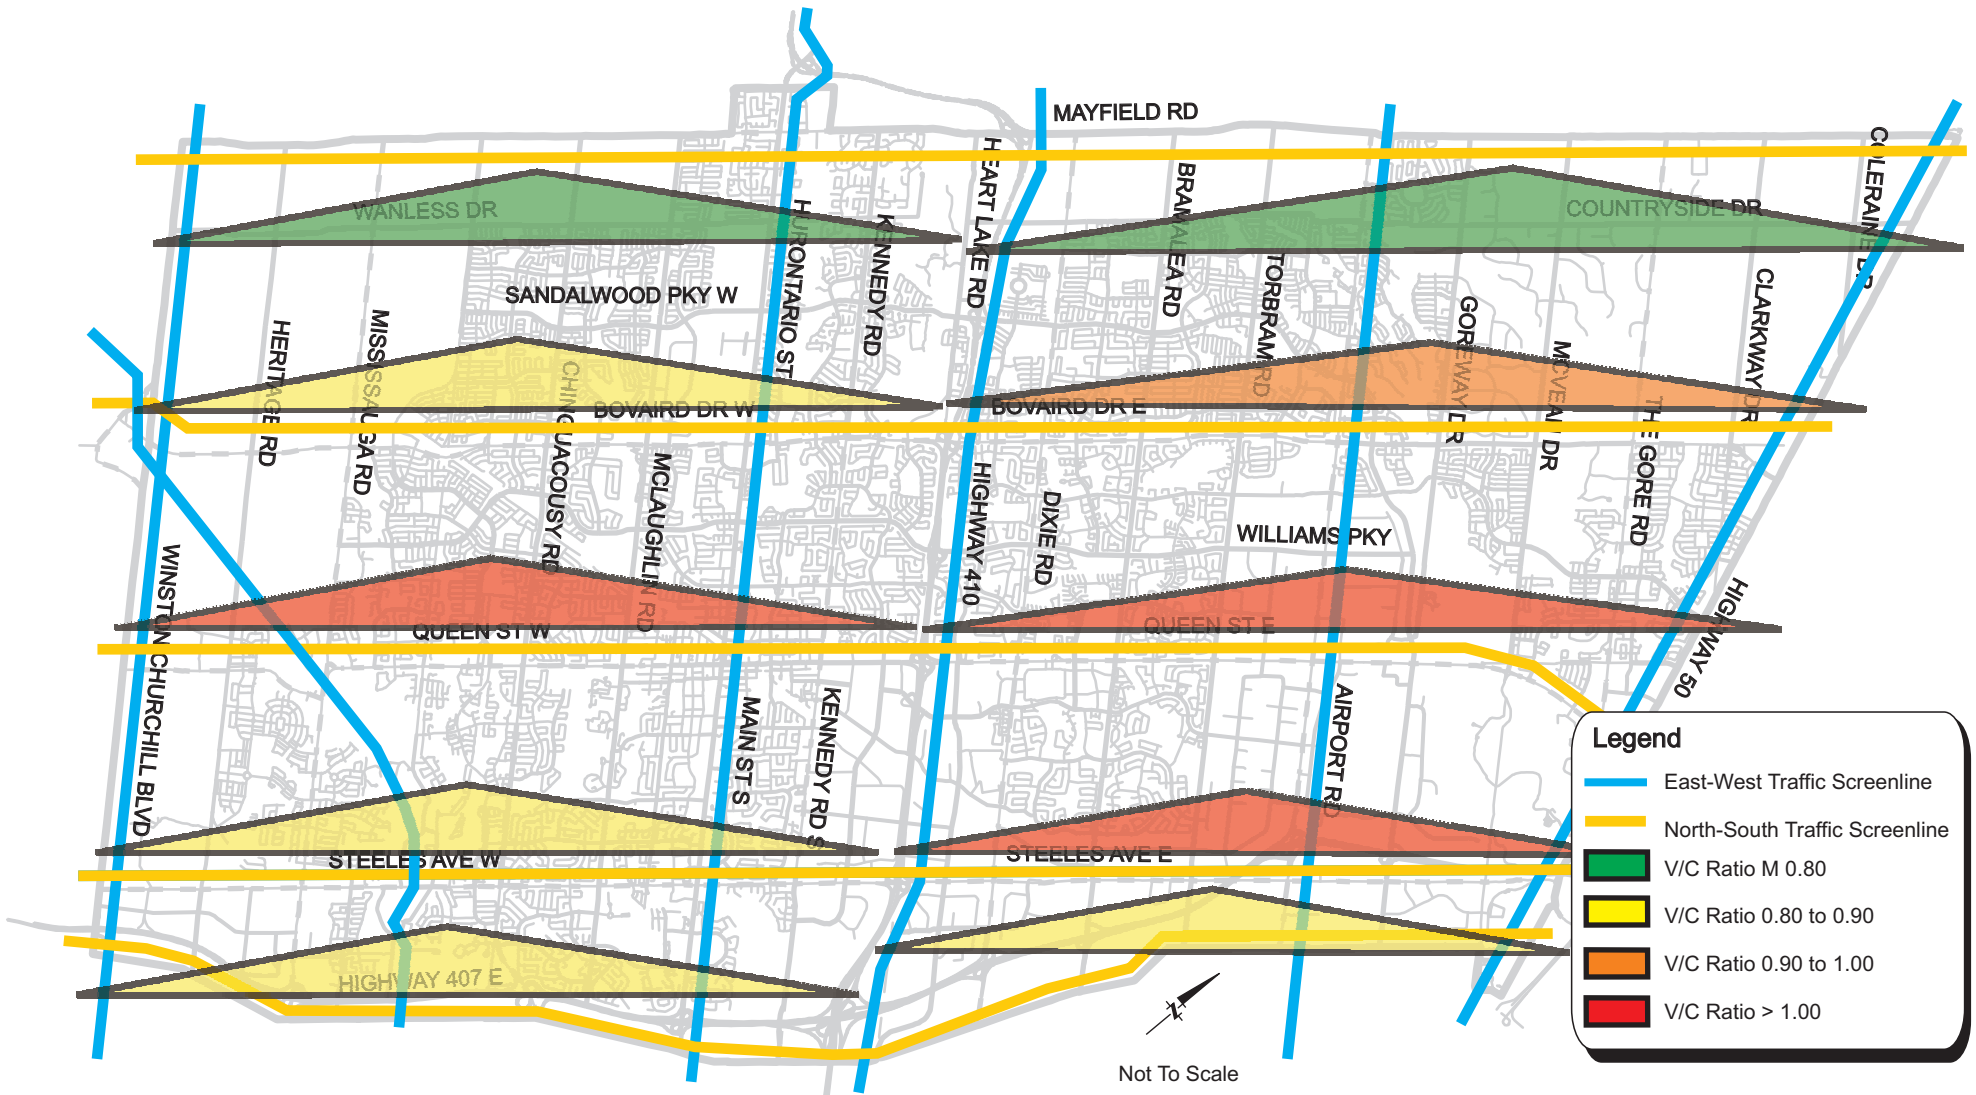 MAYFIELD RD
WANLESS DR
COUNTRYSIDE DR
HURONTARIO ST
KENNEDY RD
HEART LAKE RD
BRAMALEA RD
TORBRAM RD
COLERAINE DR
SANDALWOOD PKY W
HERITAGE RD
MISSISSAUGA RD
CHINGUACOUSY RD
GOREWAY DR
MCVEAN DR
THE GORE RD
CLARKWAY DR
BOVAIRD DR W
BOVAIRD DR E
MCLAUGHLIN RD
HIGHWAY 410
DIXIE RD
WILLIAMS PKY
WINSTON CHURCHILL BLVD
HIGHWAY 50
QUEEN ST W
QUEEN ST E
MAIN ST S
KENNEDY RD S
AIRPORT RD
STEELES AVE W
STEELES AVE E
HIGHWAY 407 E
N
Not To Scale
Legend
East-West Traffic Screenline
North-South Traffic Screenline
V/C Ratio M 0.80
V/C Ratio 0.80 to 0.90
V/C Ratio 0.90 to 1.00
V/C Ratio > 1.00